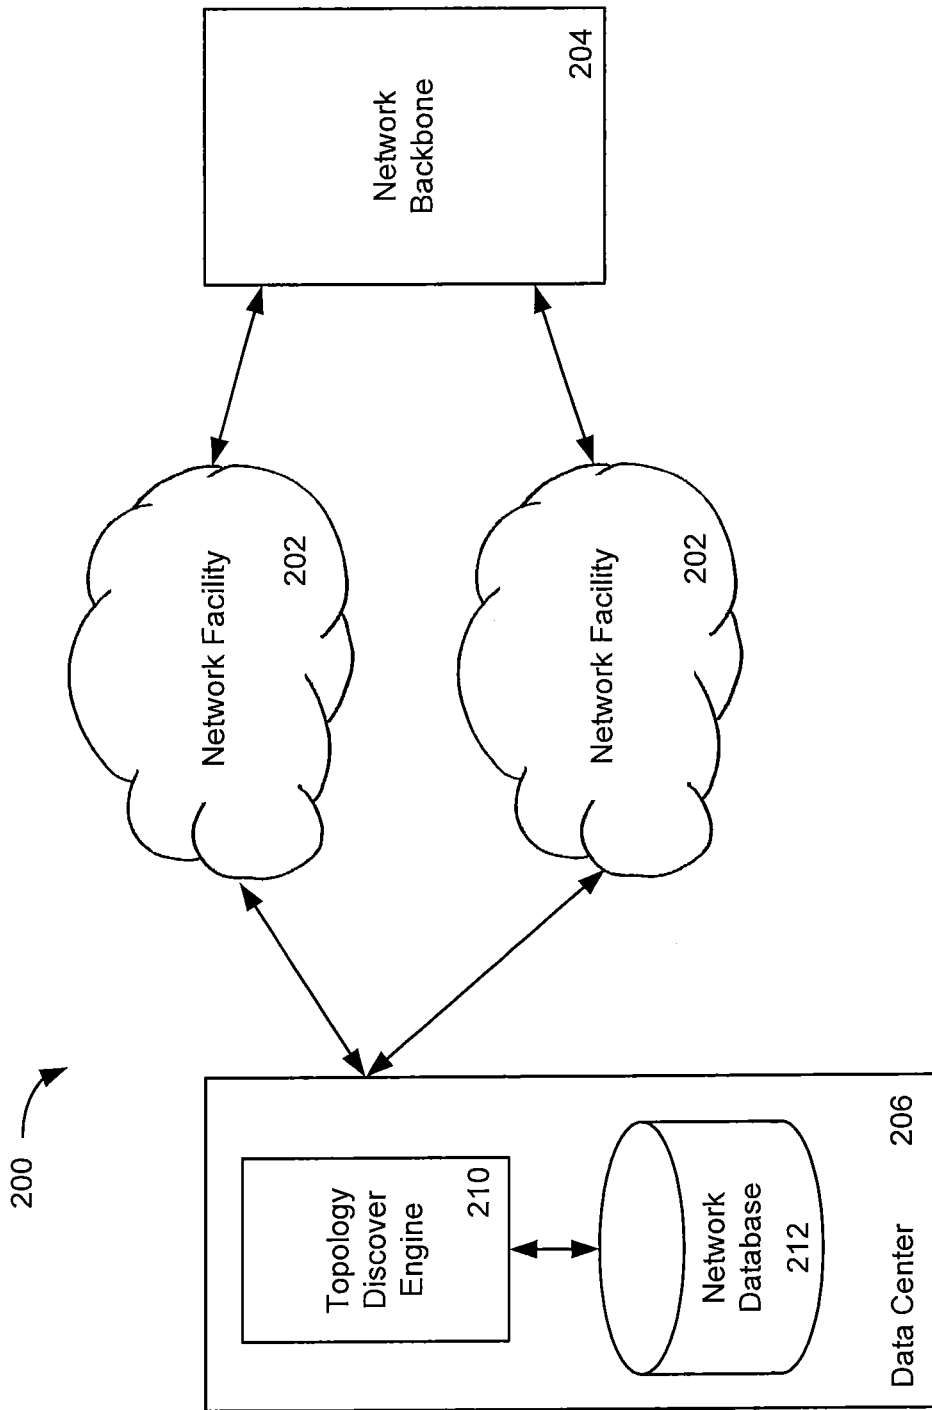 200
Topology
Discover
Engine
210
Network
Database
212
Data Center
206
Network Facility
202
Network Facility
202
Network
Backbone
204